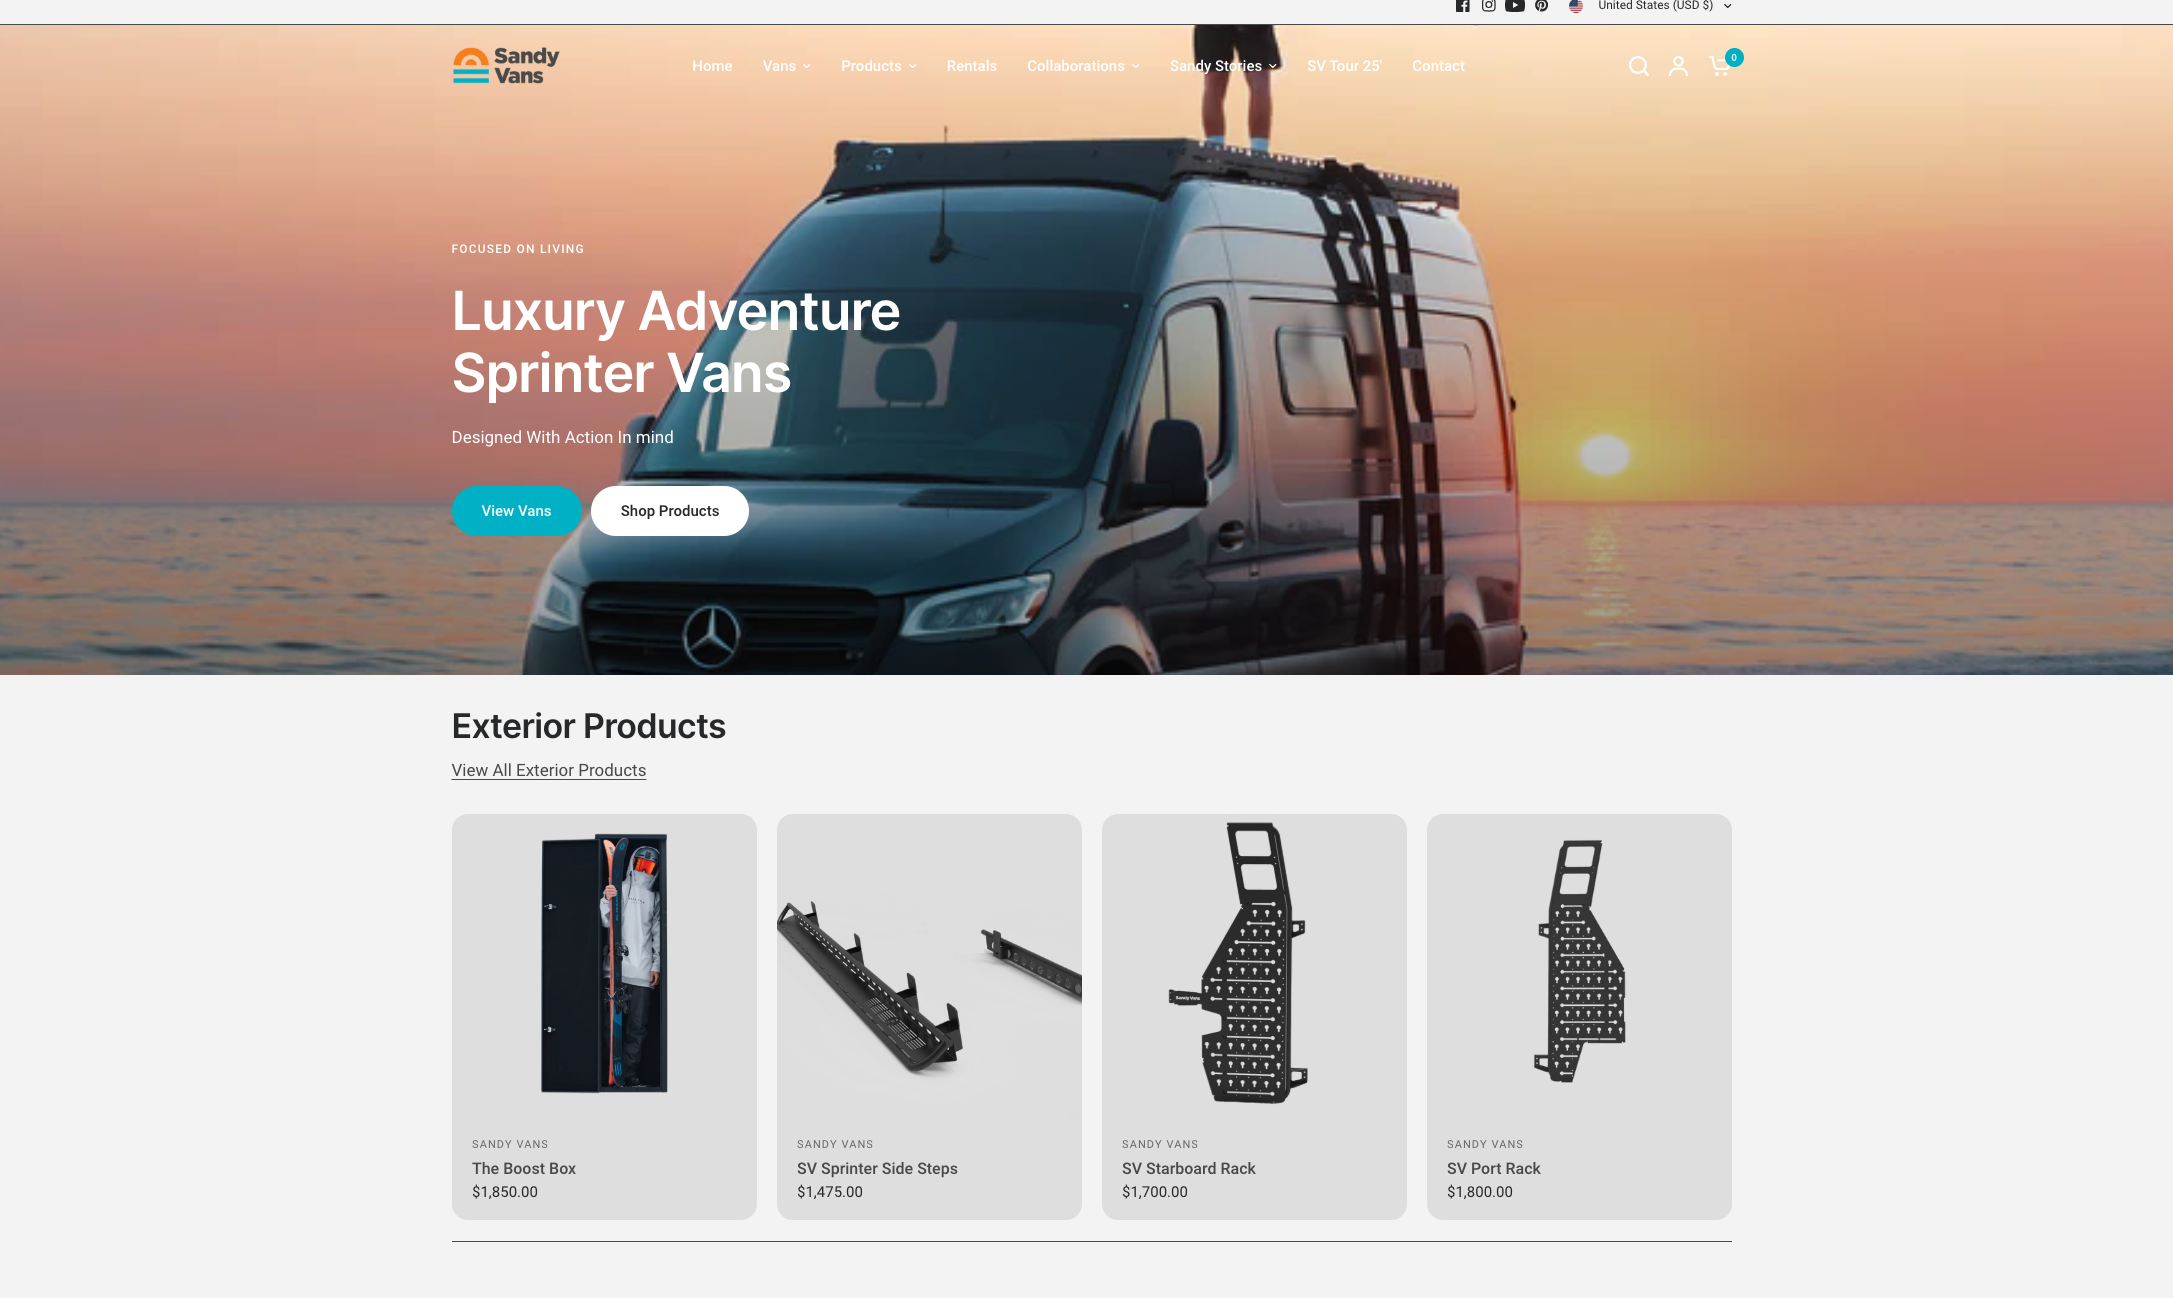 United States (USD $)
Sandy
Vans
Home
Vans
Products
Rentals
Collaborations
Sandy Stories
SV Tour 25'
Contact
0
FOCUSED ON LIVING
Luxury Adventure
Sprinter Vans
Designed With Action In mind
View Vans
Shop Products
Exterior Products
View All Exterior Products
Sandy Vans
SANDY VANS
The Boost Box
$1,850.00
SANDY VANS
SV Sprinter Side Steps
$1,475.00
SANDY VANS
SV Starboard Rack
$1,700.00
SANDY VANS
SV Port Rack
$1,800.00